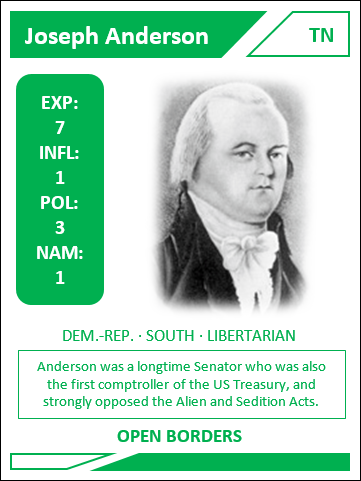 Joseph Anderson
TN
EXP:
7
INFL:
1
POL:
3
NAM:
1
DEM.-REP. · SOUTH · LIBERTARIAN
Anderson was a longtime Senator who was also
the first comptroller of the US Treasury, and
strongly opposed the Alien and Sedition Acts.
OPEN BORDERS